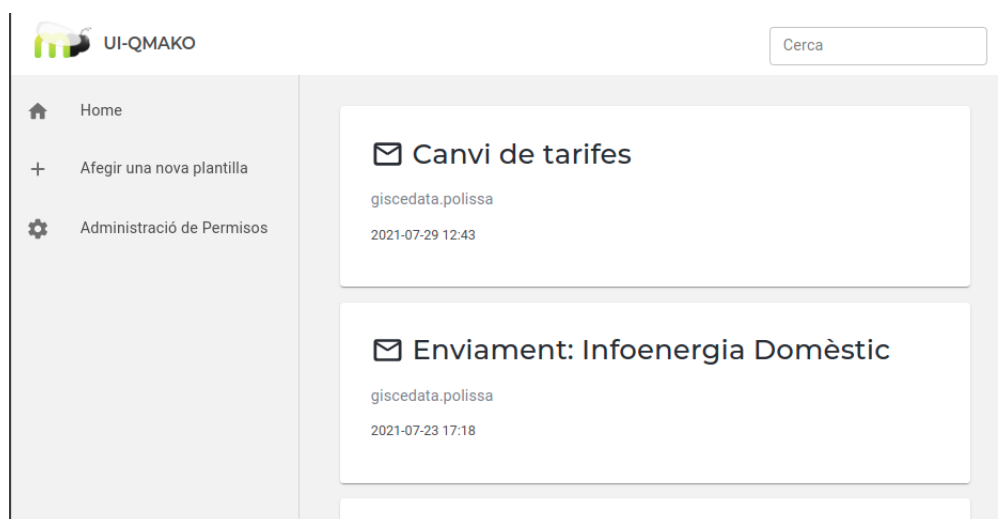 UI-QMAKO
Cerca
Home
Afegir una nova plantilla
Administració de Permisos
Canvi de tarifes
giscedata.polissa
2021-07-29 12:43
Enviament: Infoenergia Domèstic
giscedata.polissa
2021-07-23 17:18